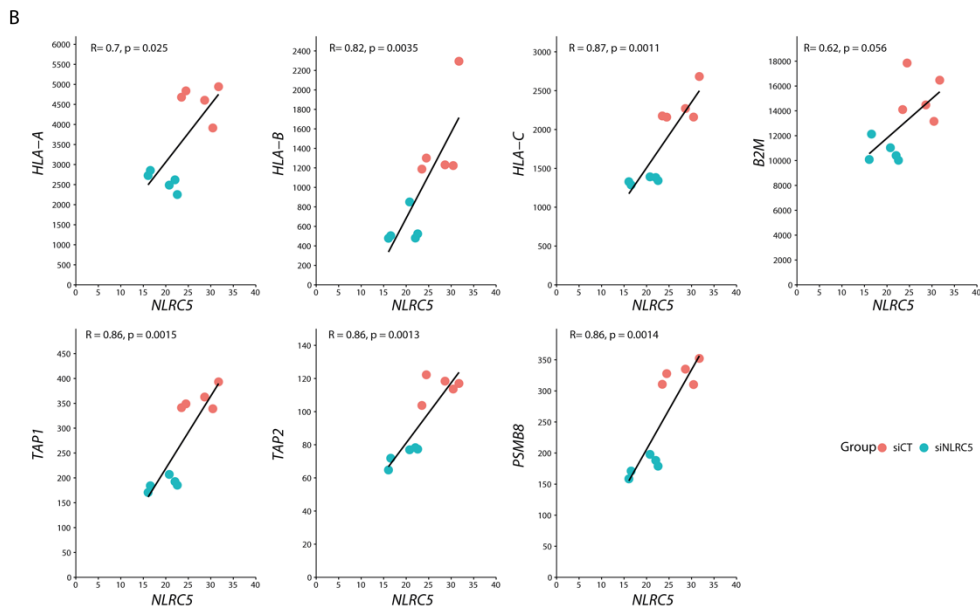 B
R= 0.7, p = 0.025
HLA−A
6000
5500
5000
4500
4000
3500
3000
2500
2000
1500
1000
500
0
0 5 10 15 20 25 30 35 40
NLRC5
R= 0.82, p = 0.0035
HLA−B
2400
2200
2000
1800
1600
1400
1200
1000
800
600
400
200
0
0 5 10 15 20 25 30 35 40
NLRC5
R= 0.87, p = 0.0011
HLA−C
3000
2500
2000
1500
1000
500
0
0 5 10 15 20 25 30 35 40
NLRC5
R= 0.62, p = 0.056
B2M
18000
16000
14000
12000
10000
8000
6000
4000
2000
0
0 5 10 15 20 25 30 35 40
NLRC5
R = 0.86, p = 0.0015
TAP1
450
400
350
300
250
200
150
100
50
0
0 5 10 15 20 25 30 35 40
NLRC5
R = 0.86, p = 0.0013
TAP2
140
120
100
80
60
40
20
0
0 5 10 15 20 25 30 35 40
NLRC5
R = 0.86, p = 0.0014
PSMB8
350
300
250
200
150
100
50
0
0 5 10 15 20 25 30 35 40
NLRC5
Group siCT siNLRC5